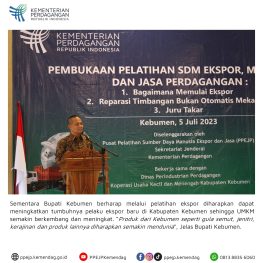 KEMENTERIAN
PERDAGANGAN
REPUBLIK INDONESIA
KEMENTERIAN
PERDAGANGAN
REPUBLIK INDONESIA
PEMBUKAAN PELATIHAN SDM EKSPOR, M
DAN JASA PERDAGANGAN :
1. Bagaimana Memulai Ekspor
2. Reparasi Timbangan Bukan Otomatis Meka
3. Juru Takar
Kebumen, 5 Juli 2023
Diselenggarakan oleh:
Pusat Pelatihan Sumber Daya Manusia Ekspor dan Jasa (PPEJP)
Sekretariat Jenderal
Kementerian Perdagangan
Bekerja sama dengan
Dinas Perindustrian Perdagangan
Koperasi Usaha Kecil dan Menengah Kabupaten Kebumen
Sementara Bupati Kebumen berharap melalui pelatihan ekspor diharapkan dapat
meningkatkan tumbuhnya pelaku ekspor baru di Kabupaten Kebumen sehingga UMKM
semakin berkembang dan meningkat. "Produk dari Kebumen seperti gula semut, jenitri,
kerajinan dan produk lainnya diharapkan semakin mendunia", Jelas Bupati Kebumen.
ppejp.kemendag.go.id PPEJPKemendag ppejp.kemendag PPEJP Kemendag 0813 8835 6060